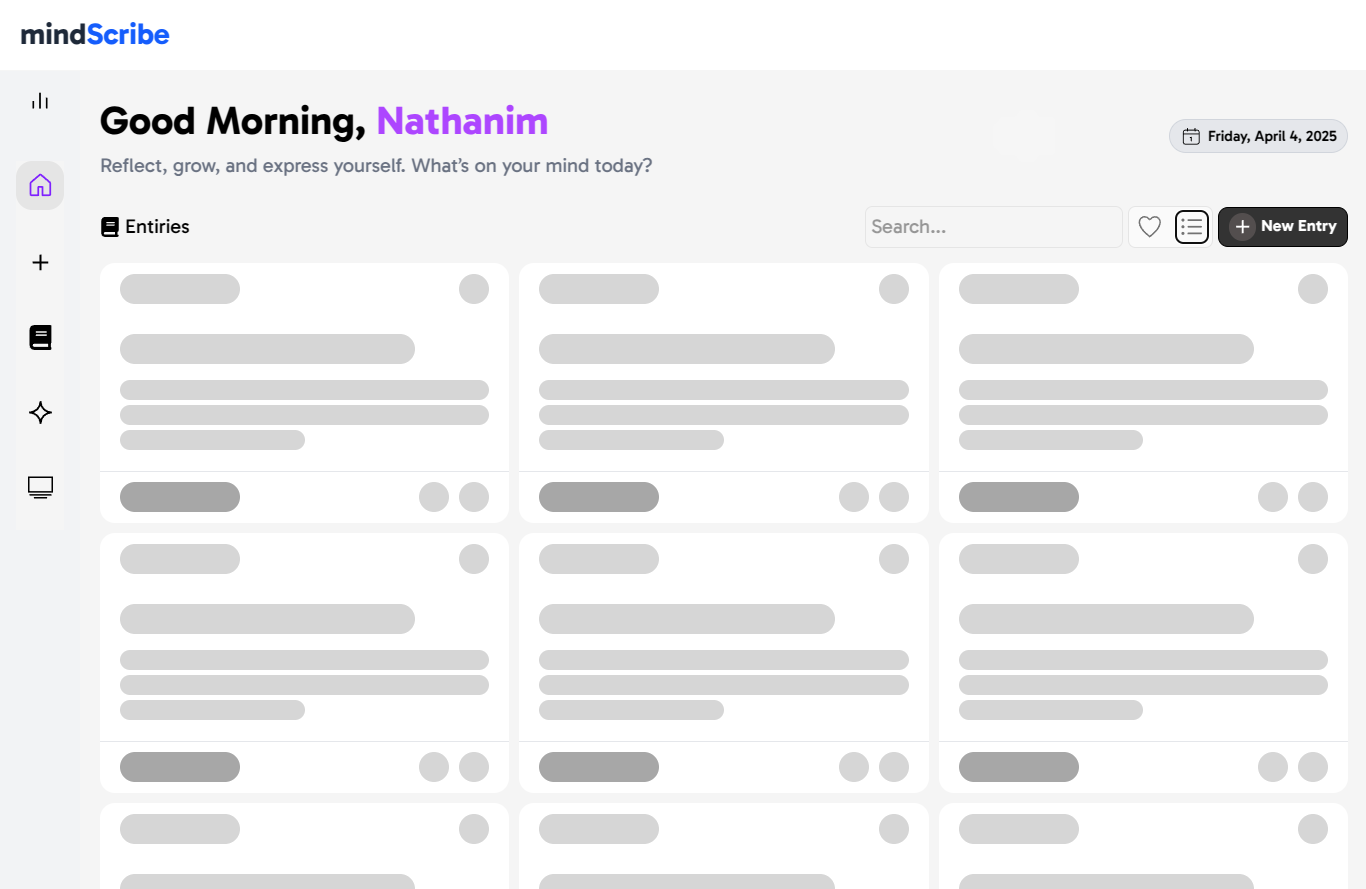 mindScribe
Good Morning, Nathanim
Friday, April 4, 2025
Reflect, grow, and express yourself. What's on your mind today?
Entiries
Search...
New Entry